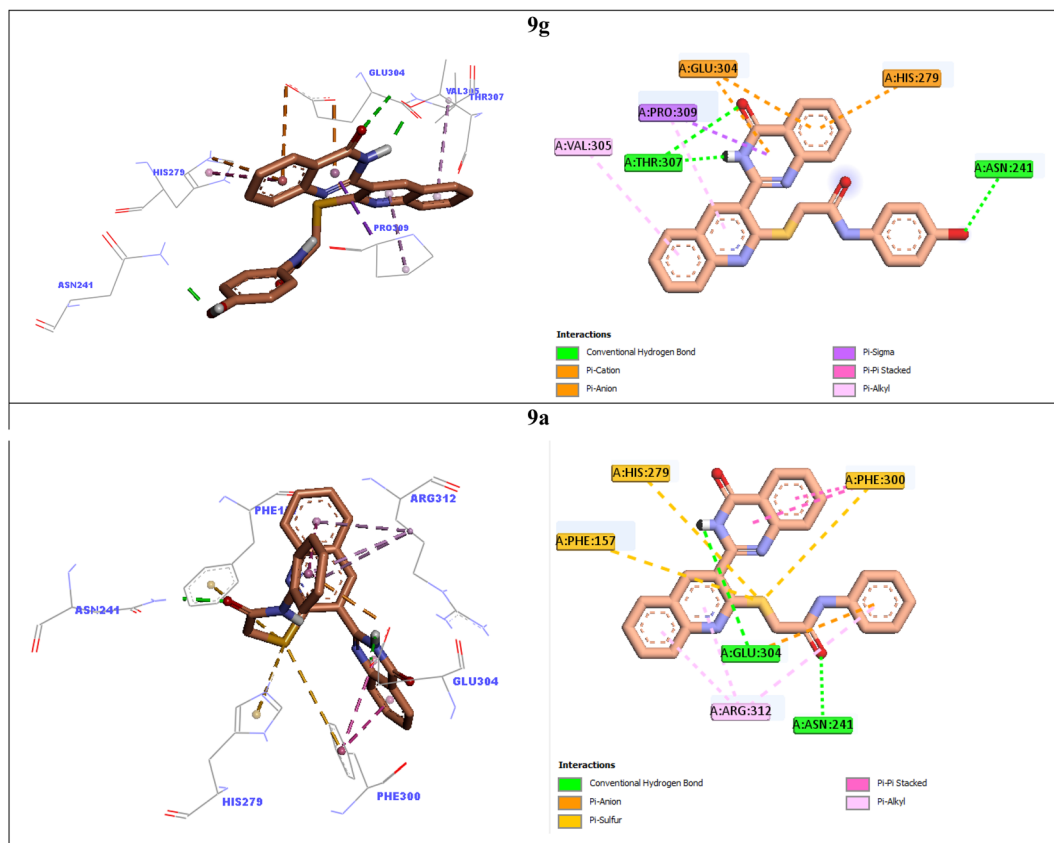 9g
GLU304
VAL305
THR307
HIS279
PRO309
ASN241
A:GLU:304
A:HIS:279
A:PRO:309
A:VAL:305
A:THR:307
A:ASN:241
Interactions
Conventional Hydrogen Bond
Pi-Cation
Pi-Anion
Pi-Sigma
Pi-Pi Stacked
Pi-Alkyl
9a
ARG312
ASN241
GLU304
HIS279
PHE300
A:HIS:279
A:PHE:300
A:PHE:157
A:GLU:304
A:ARG:312
A:ASN:241
Interactions
Conventional Hydrogen Bond
Pi-Anion
Pi-Sulfur
Pi-Pi Stacked
Pi-Alkyl